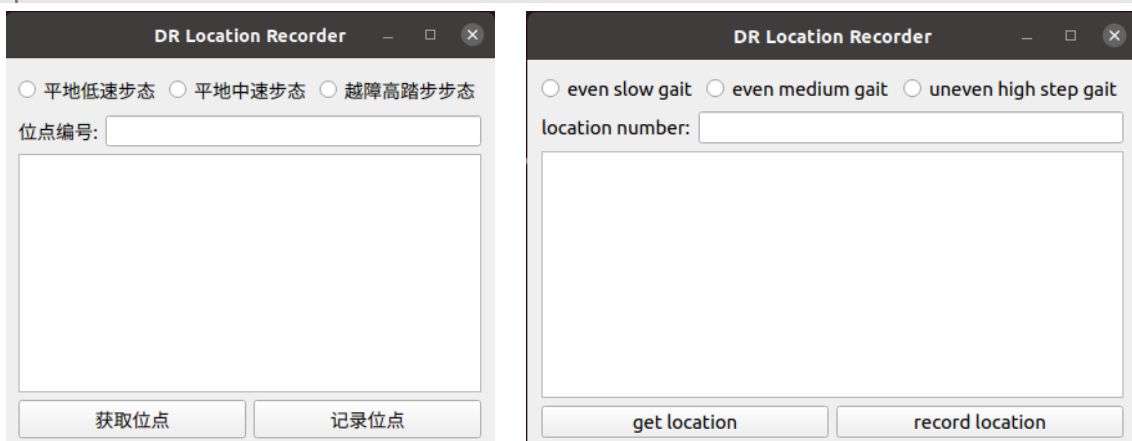 DR Location Recorder
平地低速步态 平地中速步态 越障高踏步步态
位点编号:
获取位点 记录位点
DR Location Recorder
even slow gait even medium gait uneven high step gait
location number:
get location record location